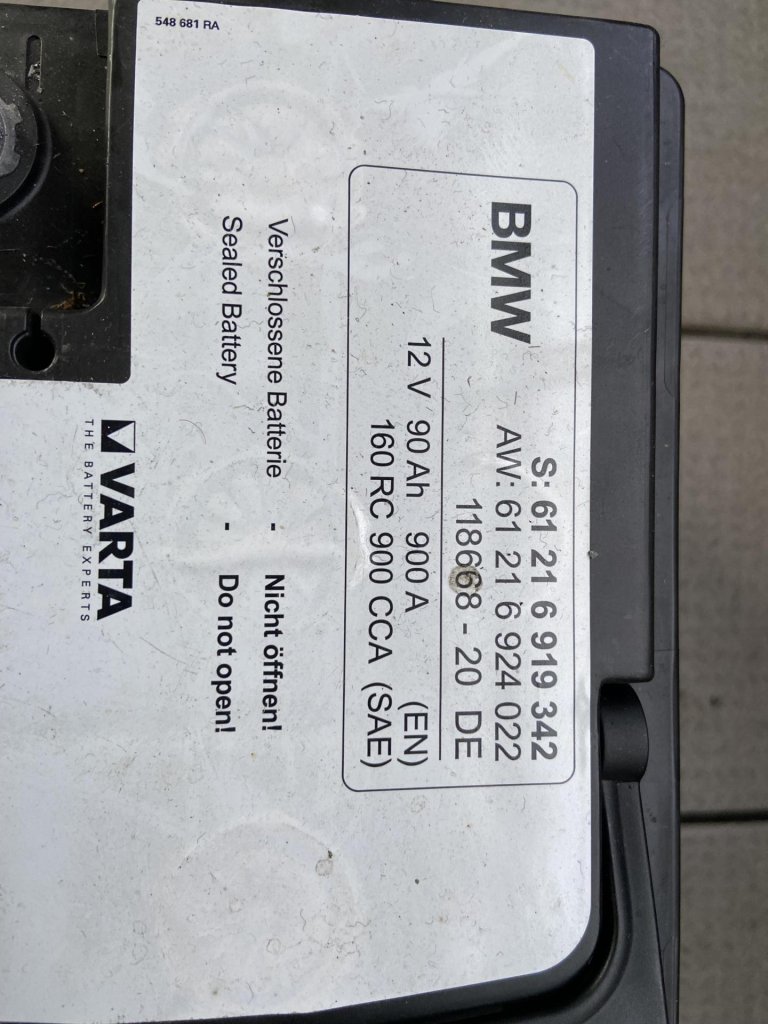 548 681 RA
BMW
S: 61 21 6 919 342
AW: 61 21 6 924 022
118668 - 20 DE
12 V 90 Ah 900 A (EN)
160 RC 900 CCA (SAE)
Verschlossene Batterie - Nicht öffnen!
Sealed Battery - Do not open!
VARTA
THE BATTERY EXPERTS